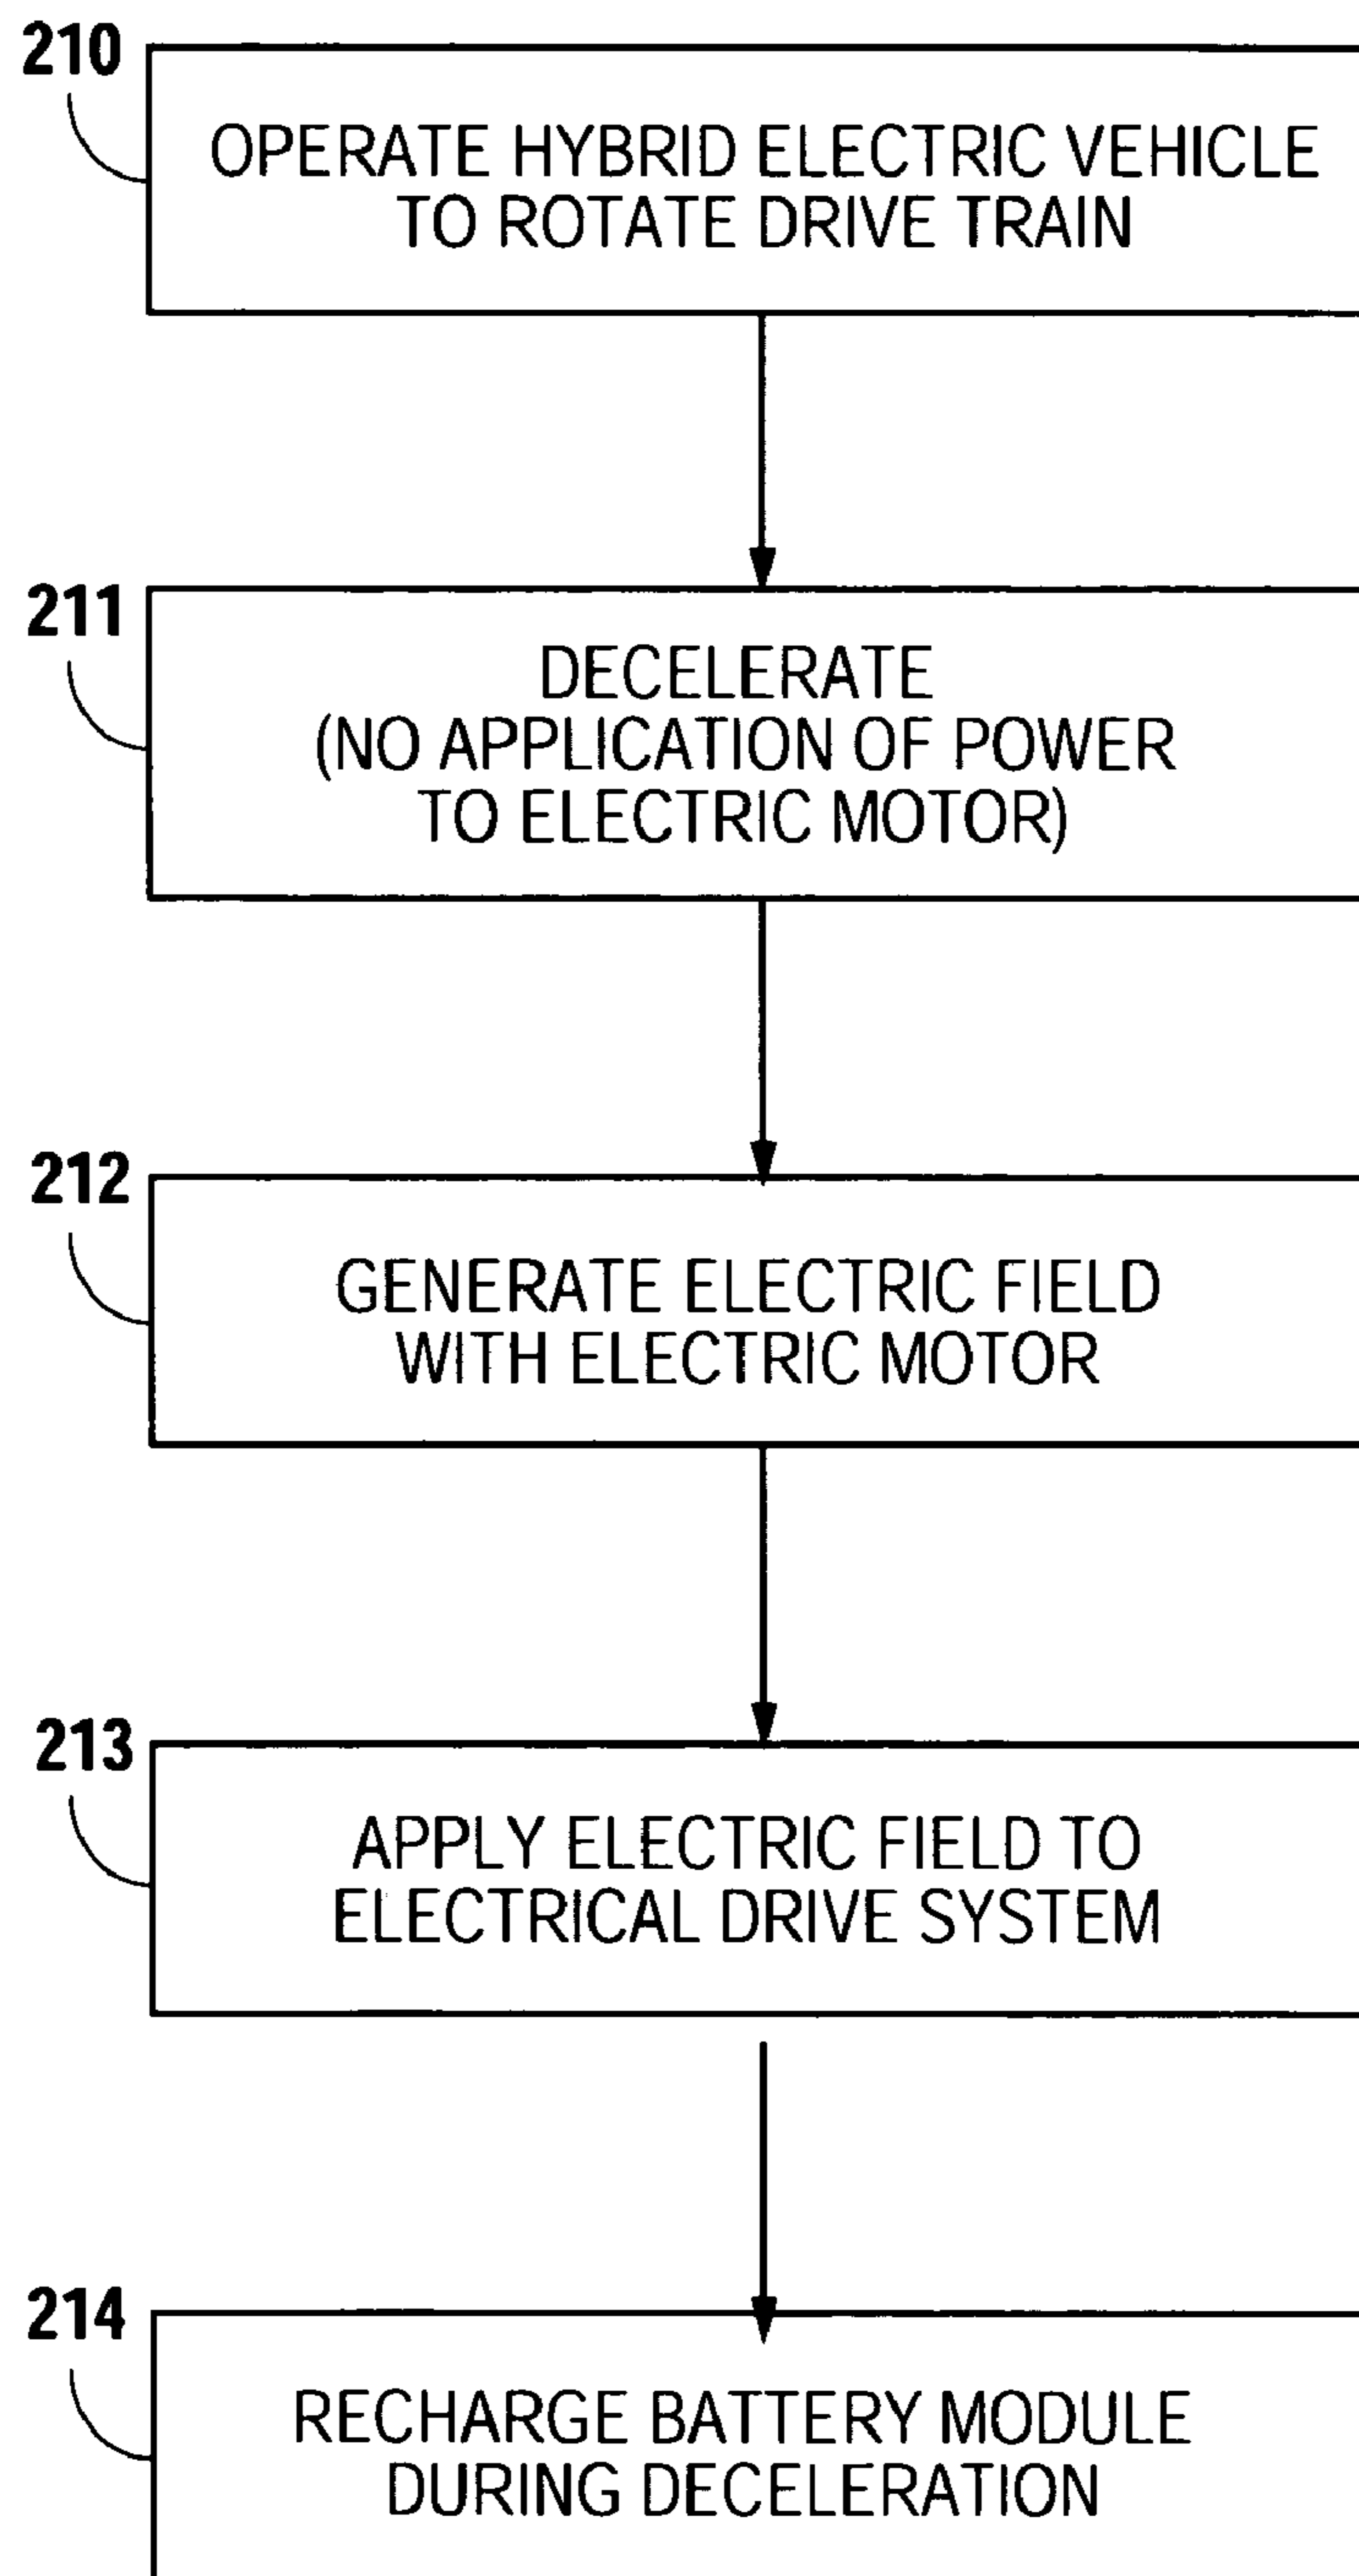 210
OPERATE HYBRID ELECTRIC VEHICLE
TO ROTATE DRIVE TRAIN
211
DECELERATE
(NO APPLICATION OF POWER
TO ELECTRIC MOTOR)
212
GENERATE ELECTRIC FIELD
WITH ELECTRIC MOTOR
213
APPLY ELECTRIC FIELD TO
ELECTRICAL DRIVE SYSTEM
214
RECHARGE BATTERY MODULE
DURING DECELERATION